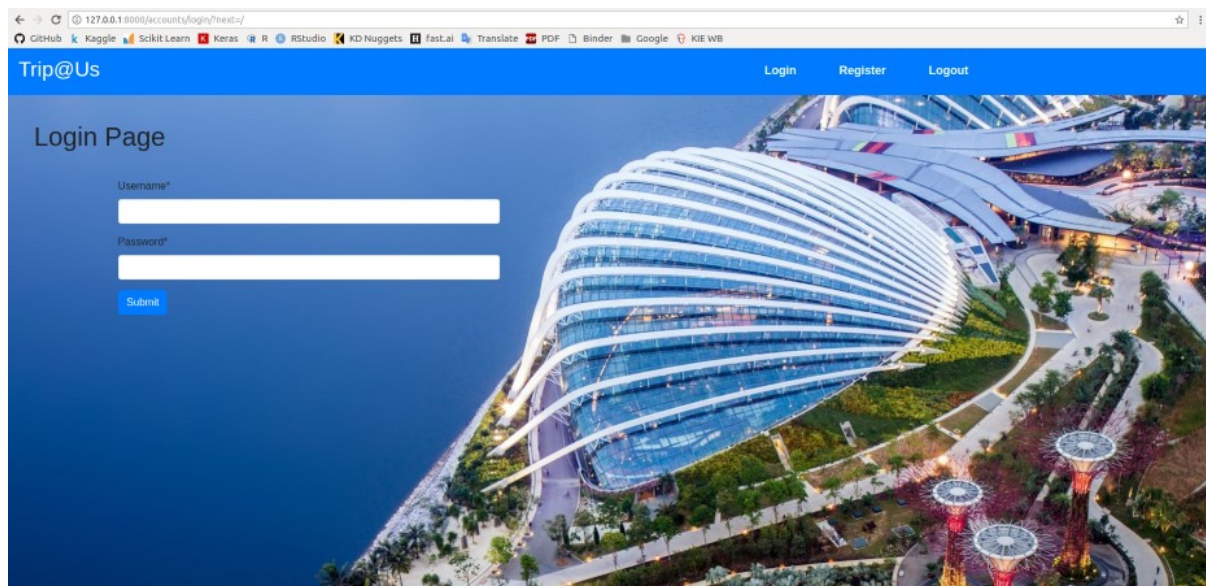 127.0.0.1:8000/accounts/login/?next=/
GitHub Kaggle Scikit Learn Keras R RStudio KD Nuggets fast.ai Translate PDF Binder Google KIE WB
Trip@Us Login Register Logout
Login Page
Username*
Password*
Submit